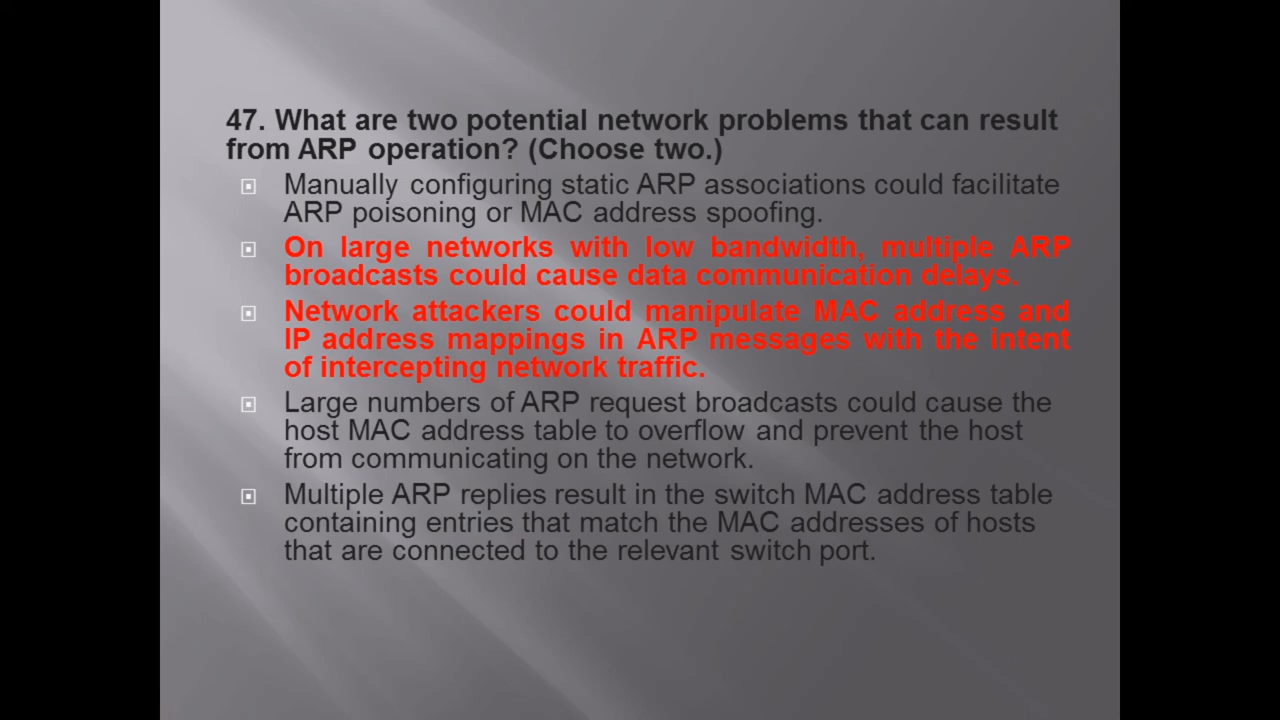 47. What are two potential network problems that can result
from ARP operation? (Choose two.)
Manually configuring static ARP associations could facilitate
ARP poisoning or MAC address spoofing.
On large networks with low bandwidth, multiple ARP
broadcasts could cause data communication delays.
Network attackers could manipulate MAC address and
IP address mappings in ARP messages with the intent
of intercepting network traffic.
Large numbers of ARP request broadcasts could cause the
host MAC address table to overflow and prevent the host
from communicating on the network.
Multiple ARP replies result in the switch MAC address table
containing entries that match the MAC addresses of hosts
that are connected to the relevant switch port.